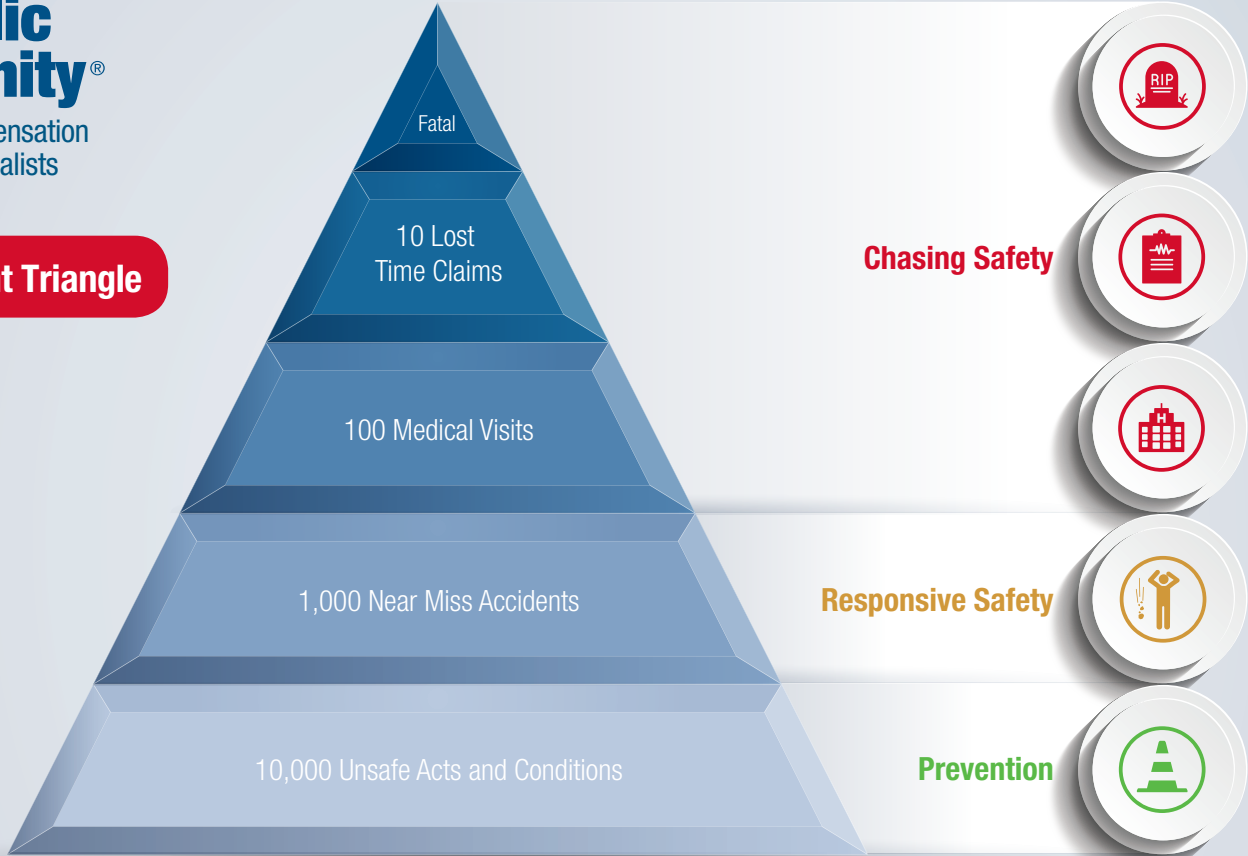 lic
nity®
ensation
alists
t Triangle
Fatal
10 Lost
Time Claims
100 Medical Visits
1,000 Near Miss Accidents
10,000 Unsafe Acts and Conditions
RIP
Chasing Safety
H
Responsive Safety
Prevention